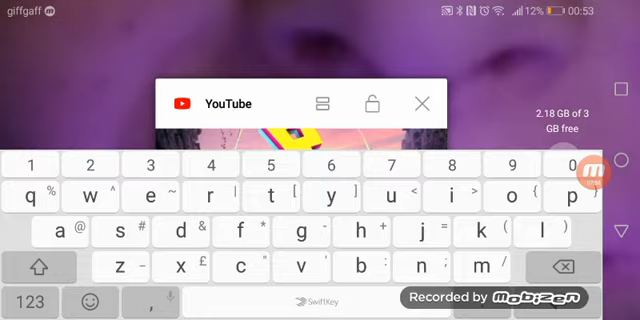 giffgaff
12% 00:53
YouTube
2.18 GB of 3
GB free
1 2 3 4 5 6 7 8 9 0
q % w ^ e ~ r | t [ y ] u < i > o { p }
a @ s # d & f * g - h + j = k ( l )
z _ x £ c " v ' b : n ; m /
123 , SwiftKey
Recorded by MOBIZEN